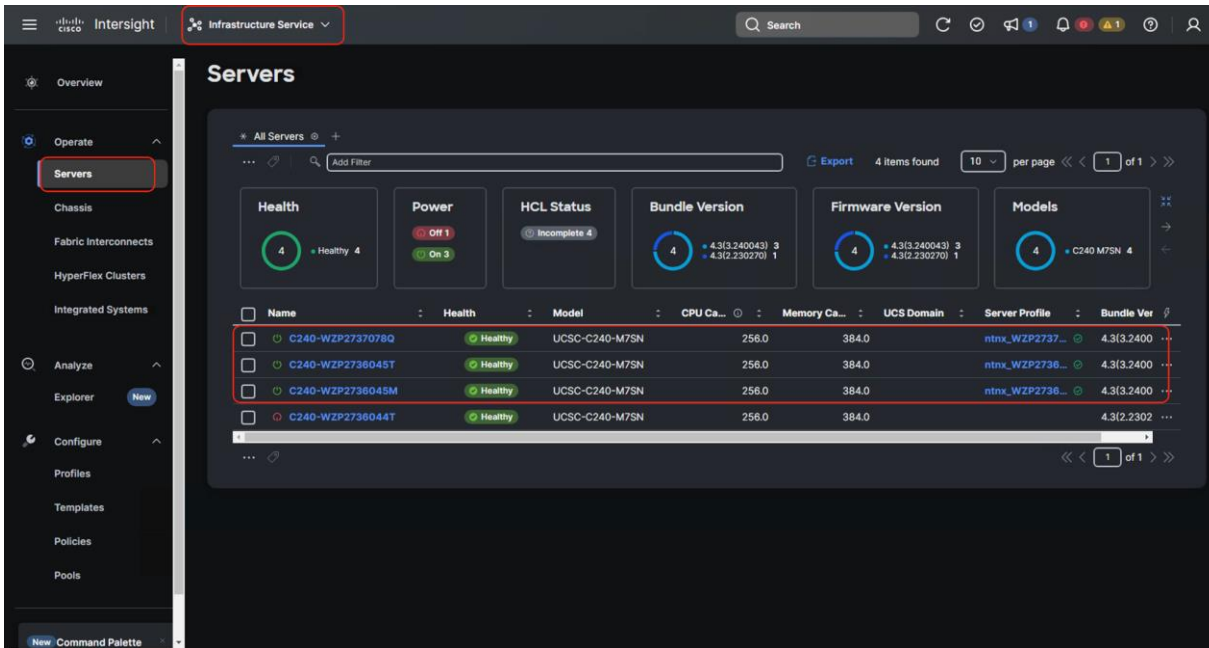 cisco Intersight Infrastructure Service Search 1 1
Overview
Operate
Servers
Chassis
Fabric Interconnects
HyperFlex Clusters
Integrated Systems
Analyze
Explorer New
Configure
Profiles
Templates
Policies
Pools
New Command Palette
Servers
All Servers
Add Filter Export 4 items found 10 per page 1 of 1
Health
4 Healthy 4
Power
Off 1
On 3
HCL Status
Incomplete 4
Bundle Version
4 4.3(3.240043) 3
4.3(2.230270) 1
Firmware Version
4 4.3(3.240043) 3
4.3(2.230270) 1
Models
4 C240 M7SN 4
Name Health Model CPU Ca... Memory Ca... UCS Domain Server Profile Bundle Ver
C240-WZP2737078Q Healthy UCSC-C240-M7SN 256.0 384.0 ntnx_WZP2737... 4.3(3.2400 ...
C240-WZP2736045T Healthy UCSC-C240-M7SN 256.0 384.0 ntnx_WZP2736... 4.3(3.2400 ...
C240-WZP2736045M Healthy UCSC-C240-M7SN 256.0 384.0 ntnx_WZP2736... 4.3(3.2400 ...
C240-WZP2736044T Healthy UCSC-C240-M7SN 256.0 384.0 4.3(2.2302 ...
1 of 1